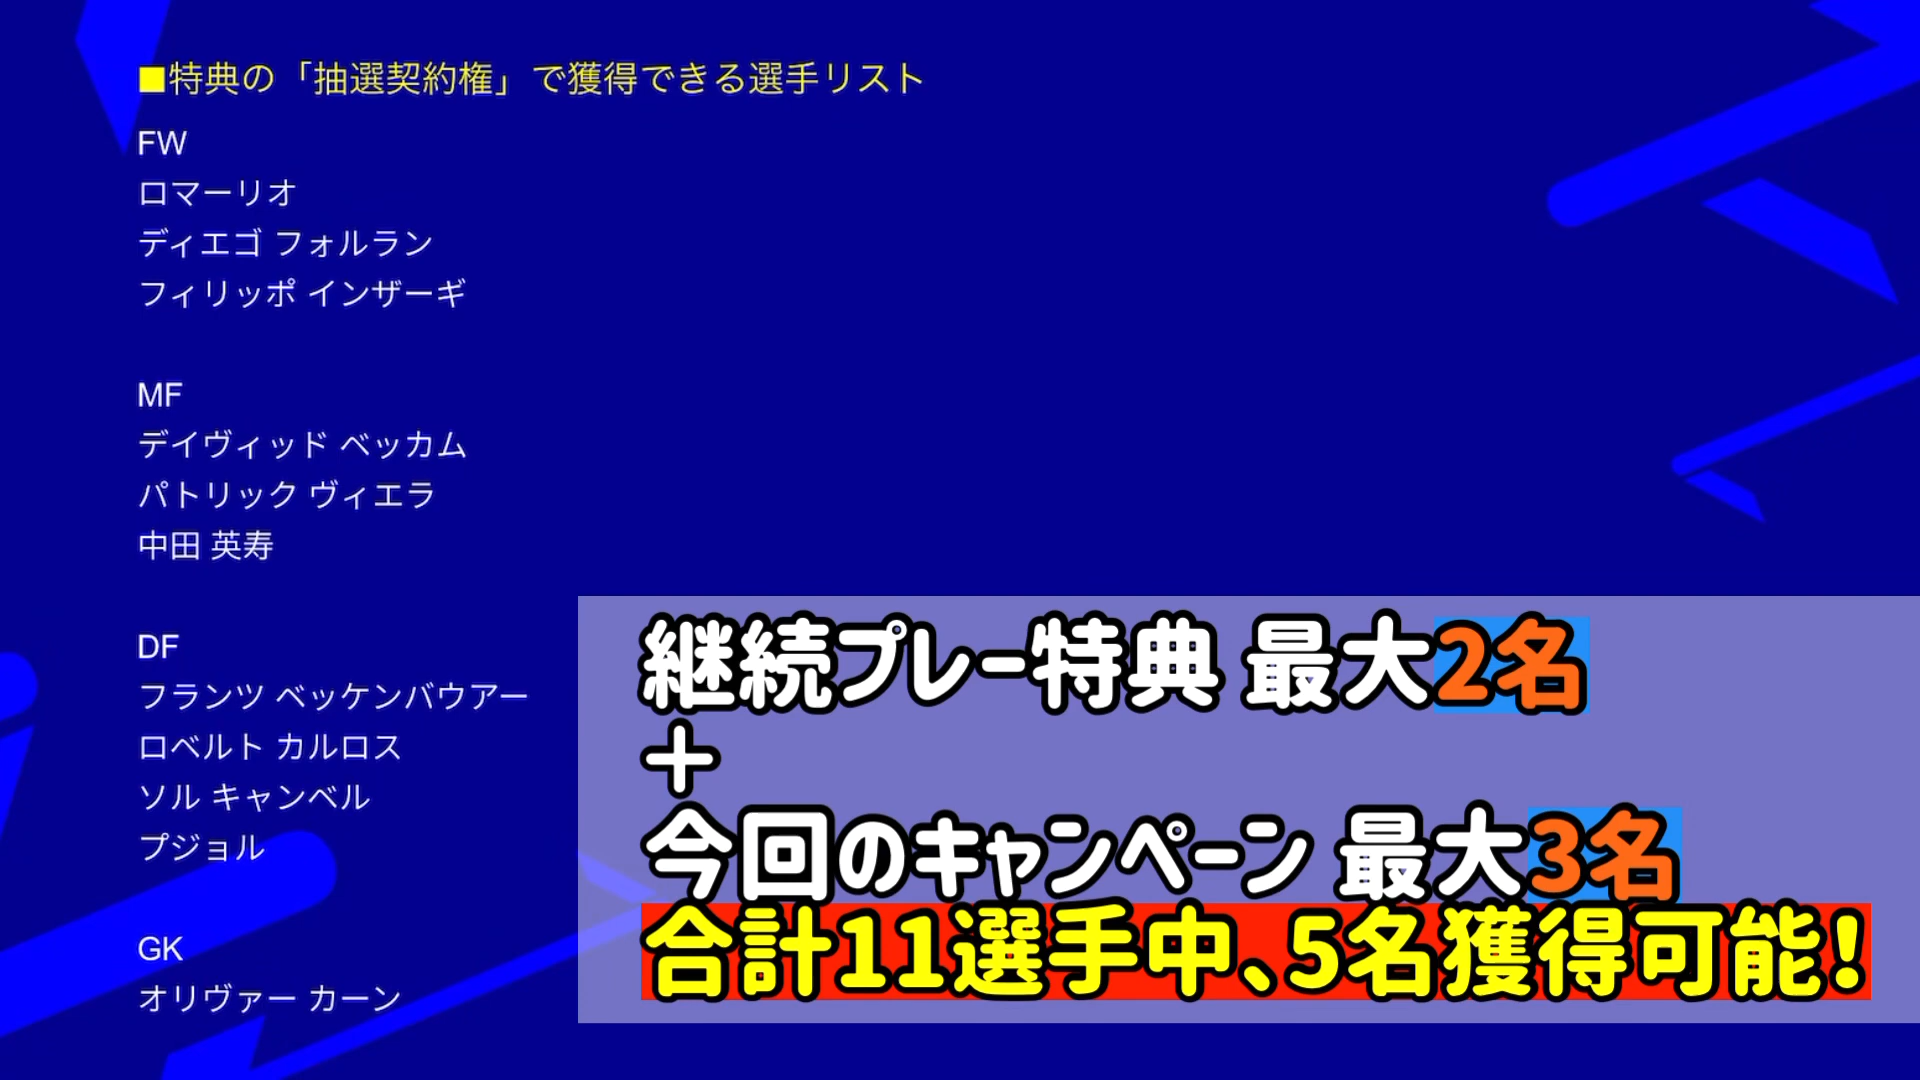 ■特典の「抽選契約権」で獲得できる選手リスト
FW
ロマーリオ
ディエゴ フォルラン
フィリッポ インザーギ
MF
デイヴィッド ベッカム
パトリック ヴィエラ
中田 英寿
DF
フランツ ベッケンバウアー
ロベルト カルロス
ソル キャンベル
プジョル
GK
オリヴァー カーン
継続プレー特典 最大2名
+
今回のキャンペーン 最大3名
合計11選手中、5名獲得可能!